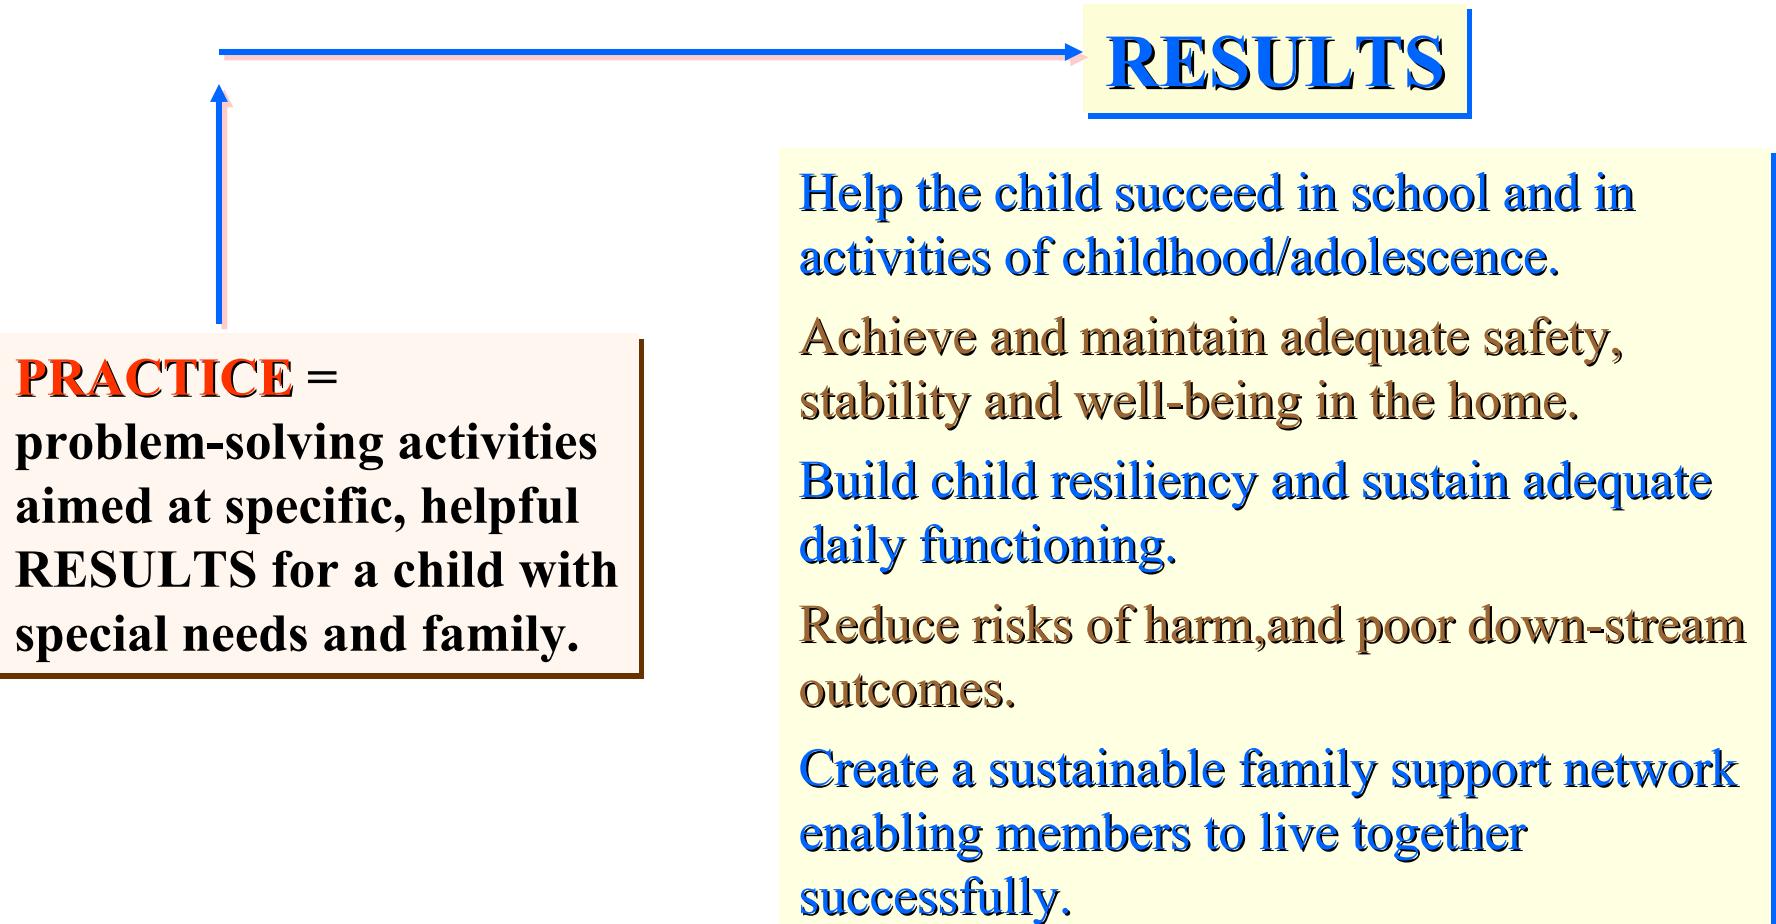 RESULTS
PRACTICE =
problem-solving activities
aimed at specific, helpful
RESULTS for a child with
special needs and family.
Help the child succeed in school and in
activities of childhood/adolescence.
Achieve and maintain adequate safety,
stability and well-being in the home.
Build child resiliency and sustain adequate
daily functioning.
Reduce risks of harm,and poor down-stream
outcomes.
Create a sustainable family support network
enabling members to live together
successfully.